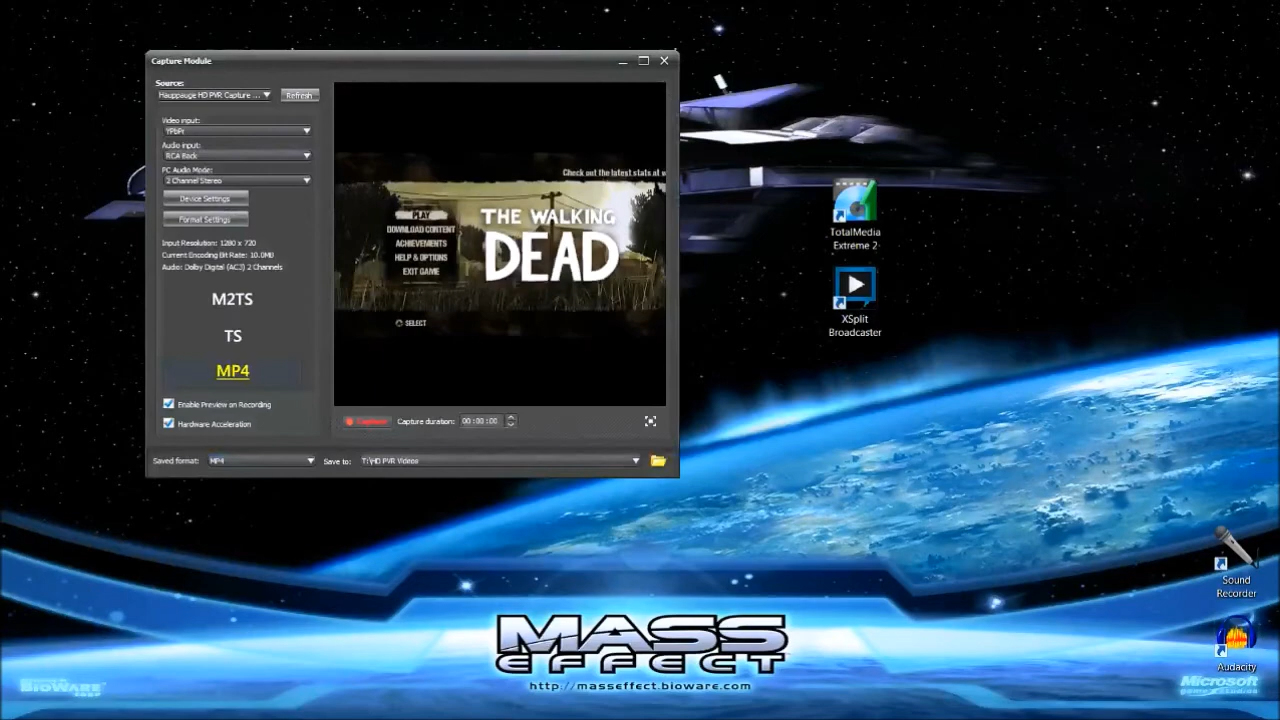 Capture Module
Source:
Hauppauge HD PVR Capture ...
Refresh
Video input:
YPbPr
Audio input:
RCA Back
PC Audio Mode:
2 Channel Stereo
Device Settings
Format Settings
Input Resolution: 1280 x 720
Current Encoding Bit Rate: 10.0MB
Audio: Dolby Digital (AC3) 2 Channels
M2TS
TS
MP4
Enable Preview on Recording
Hardware Acceleration
Check out the latest stats at w
PLAY
DOWNLOAD CONTENT
ACHIEVEMENTS
HELP & OPTIONS
EXIT GAME
THE WALKING
DEAD
SELECT
Capture
Capture duration:
00:00:00
Saved format:
MP4
Save to:
T:\HD PVR Videos
TotalMedia
Extreme 2
XSplit
Broadcaster
Sound
Recorder
Audacity
MASS
EFFECT
http://masseffect.bioware.com
BIOWARE
CORP
Microsoft
game studios